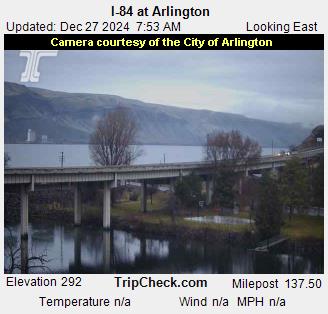 I-84 at Arlington
Updated: Dec 27 2024 7:53 AM Looking East
Camera courtesy of the City of Arlington
Elevation 292 TripCheck.com Milepost 137.50
Temperature n/a Wind n/a MPH n/a